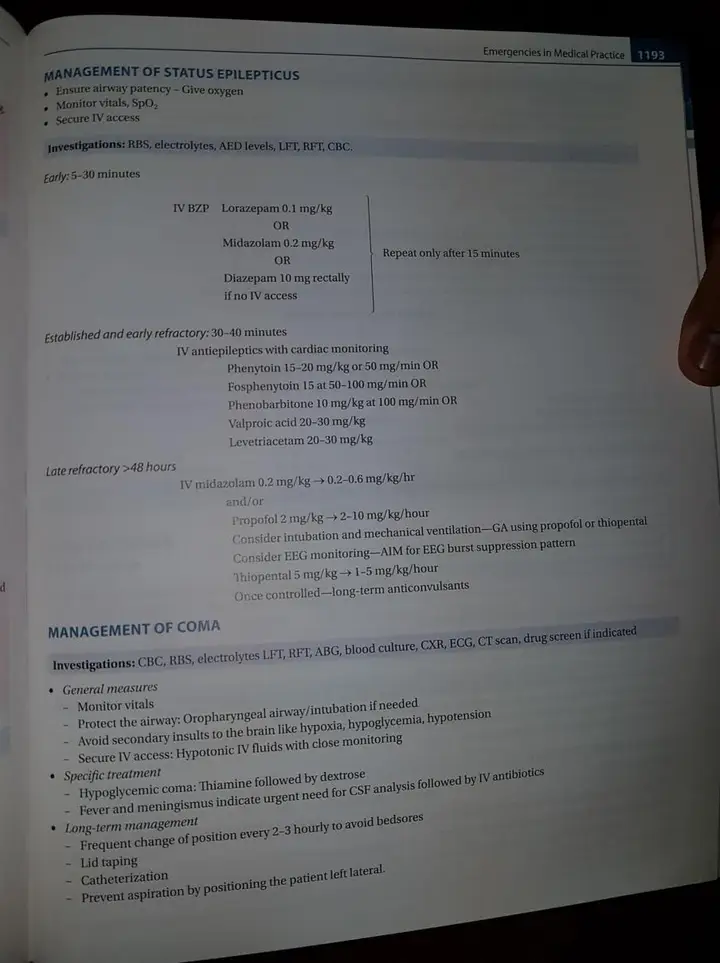 Emergencies in Medical Practice 1193
MANAGEMENT OF STATUS EPILEPTICUS
• Ensure airway patency – Give oxygen
• Monitor vitals, SpO₂
• Secure IV access
Investigations: RBS, electrolytes, AED levels, LFT, RFT, CBC.
Early: 5–30 minutes
IV BZP Lorazepam 0.1 mg/kg
OR
Midazolam 0.2 mg/kg
OR
Repeat only after 15 minutes
Diazepam 10 mg rectally
if no IV access
Established and early refractory: 30–40 minutes
IV antiepileptics with cardiac monitoring
Phenytoin 15–20 mg/kg or 50 mg/min OR
Fosphenytoin 15 at 50–100 mg/min OR
Phenobarbitone 10 mg/kg at 100 mg/min OR
Valproic acid 20–30 mg/kg
Levetriacetam 20–30 mg/kg
Late refractory >48 hours
IV midazolam 0.2 mg/kg → 0.2–0.6 mg/kg/hr
and/or
Propofol 2 mg/kg → 2–10 mg/kg/hour
Consider intubation and mechanical ventilation—GA using propofol or thiopental
Consider EEG monitoring—AIM for EEG burst suppression pattern
Thiopental 5 mg/kg → 1–5 mg/kg/hour
Once controlled—long-term anticonvulsants
MANAGEMENT OF COMA
Investigations: CBC, RBS, electrolytes LFT, RFT, ABG, blood culture, CXR, ECG, CT scan, drug screen if indicated
• General measures
– Monitor vitals
– Protect the airway: Oropharyngeal airway/intubation if needed
– Avoid secondary insults to the brain like hypoxia, hypoglycemia, hypotension
– Secure IV access: Hypotonic IV fluids with close monitoring
• Specific treatment
– Hypoglycemic coma: Thiamine followed by dextrose
– Fever and meningismus indicate urgent need for CSF analysis followed by IV antibiotics
• Long-term management
– Frequent change of position every 2–3 hourly to avoid bedsores
– Lid taping
– Catheterization
– Prevent aspiration by positioning the patient left lateral.